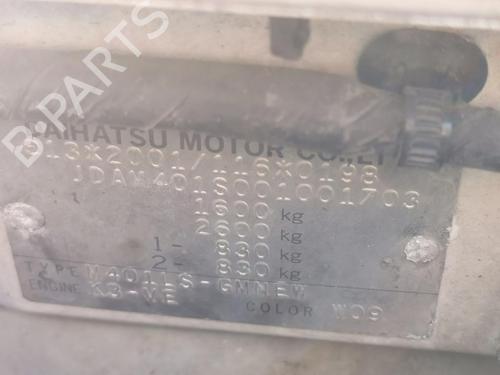 B PARTS
DAIHATSU MOTOR CO.,LT
e13*2001/116*0198
JDAM401S001001703
1600 kg
2600 kg
1- 830 kg
2- 830 kg
TYPE M401LS-GMNEW
ENGINE K3-VE
COLOR W09